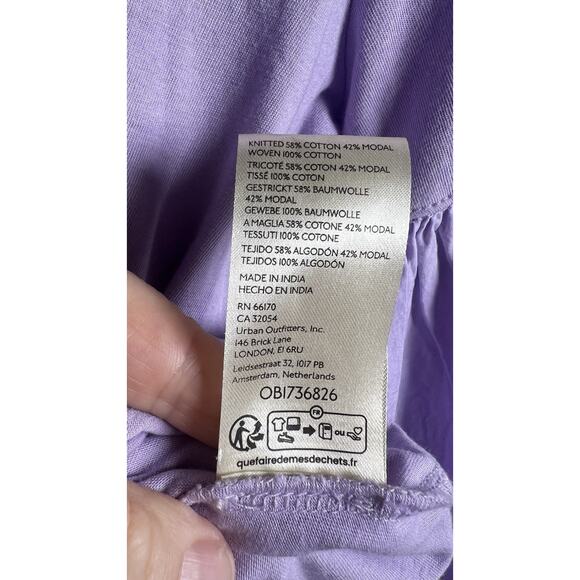 KNITTED 58% COTTON 42% MODAL
WOVEN 100% COTTON
TRICOTÉ 58% COTON 42% MODAL
TISSÉ 100% COTON
GESTRICKT 58% BAUMWOLLE
42% MODAL
GEWEBE 100% BAUMWOLLE
A MAGLIA 58% COTONE 42% MODAL
TESSUTI 100% COTONE
TEJIDO 58% ALGODÓN 42% MODAL
TEJIDOS 100% ALGODÓN
MADE IN INDIA
HECHO EN INDIA
RN 66170
CA 32054
Urban Outfitters, Inc.
146 Brick Lane
LONDON, E1 6RU
Leidsestraat 32, 1017 PB
Amsterdam, Netherlands
OB1736826
FR
ou
quefairedemesdechets.fr